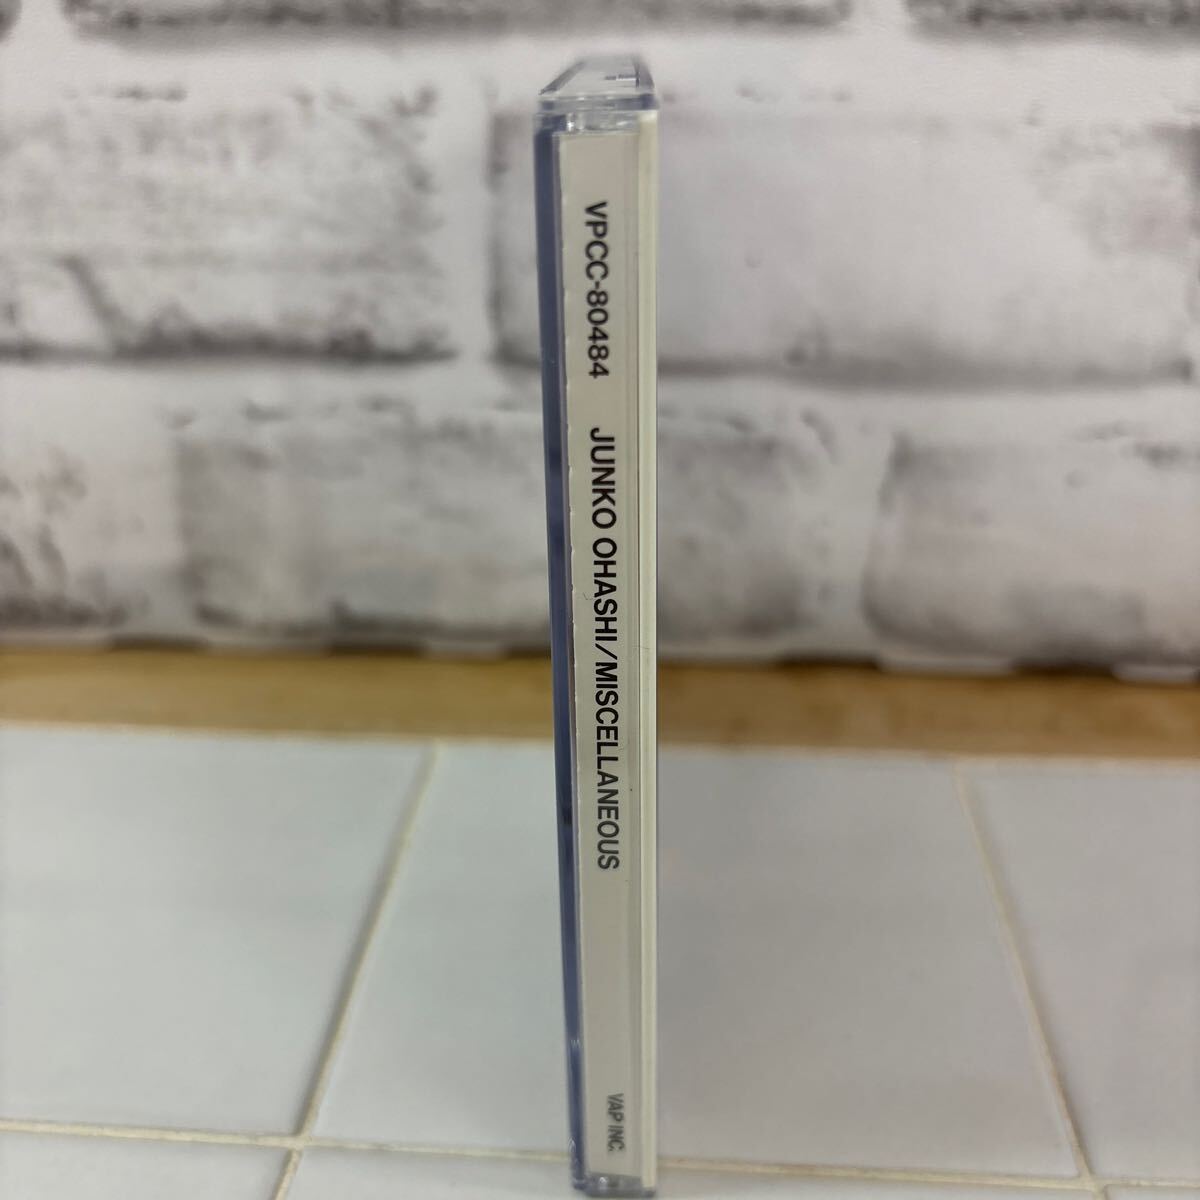 VPCC-80484 JUNKO OHASHI/MISCELLANEOUS VAP INC.